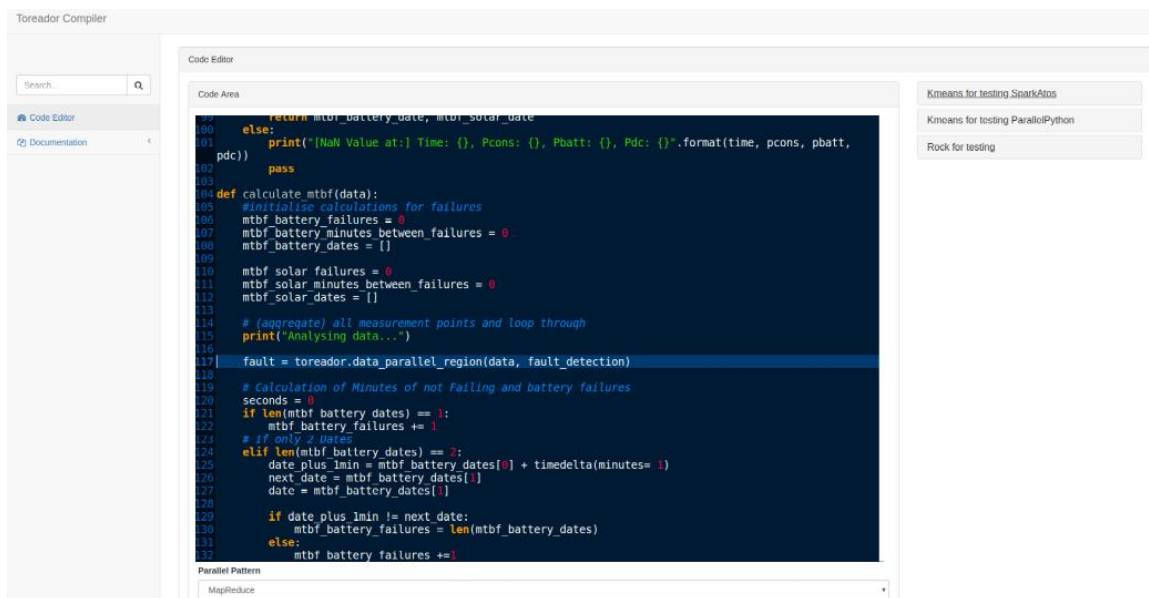 Toreador Compiler
Search...
Code Editor
Documentation
Code Editor
Code Area
99 return mtbf_battery_date, mtbf_solar_date
100 else:
101 print("[NaN Value at:] Time: {}, Pcons: {}, Pbatt: {}, Pdc: {}".format(time, pcons, pbatt,
pdc))
102 pass
103
104 def calculate_mtbf(data):
105 #initialise calculations for failures
106 mtbf_battery_failures = 0
107 mtbf_battery_minutes_between_failures = 0
108 mtbf_battery_dates = []
109
110 mtbf_solar_failures = 0
111 mtbf_solar_minutes_between_failures = 0
112 mtbf_solar_dates = []
113
114 # (aggregate) all measurement points and loop through
115 print("Analysing data...")
116
117 fault = toreador.data_parallel_region(data, fault_detection)
118
119 # Calculation of Minutes of not Failing and battery failures
120 seconds = 0
121 if len(mtbf_battery_dates) == 1:
122 mtbf_battery_failures += 1
123 # if only 2 Dates
124 elif len(mtbf_battery_dates) == 2:
125 date_plus_1min = mtbf_battery_dates[0] + timedelta(minutes= 1)
126 next_date = mtbf_battery_dates[1]
127 date = mtbf_battery_dates[1]
128
129 if date_plus_1min != next_date:
130 mtbf_battery_failures = len(mtbf_battery_dates)
131 else:
132 mtbf_battery_failures +=1
Parallel Pattern
MapReduce
Kmeans for testing SparkAtos
Kmeans for testing ParallelPython
Rock for testing